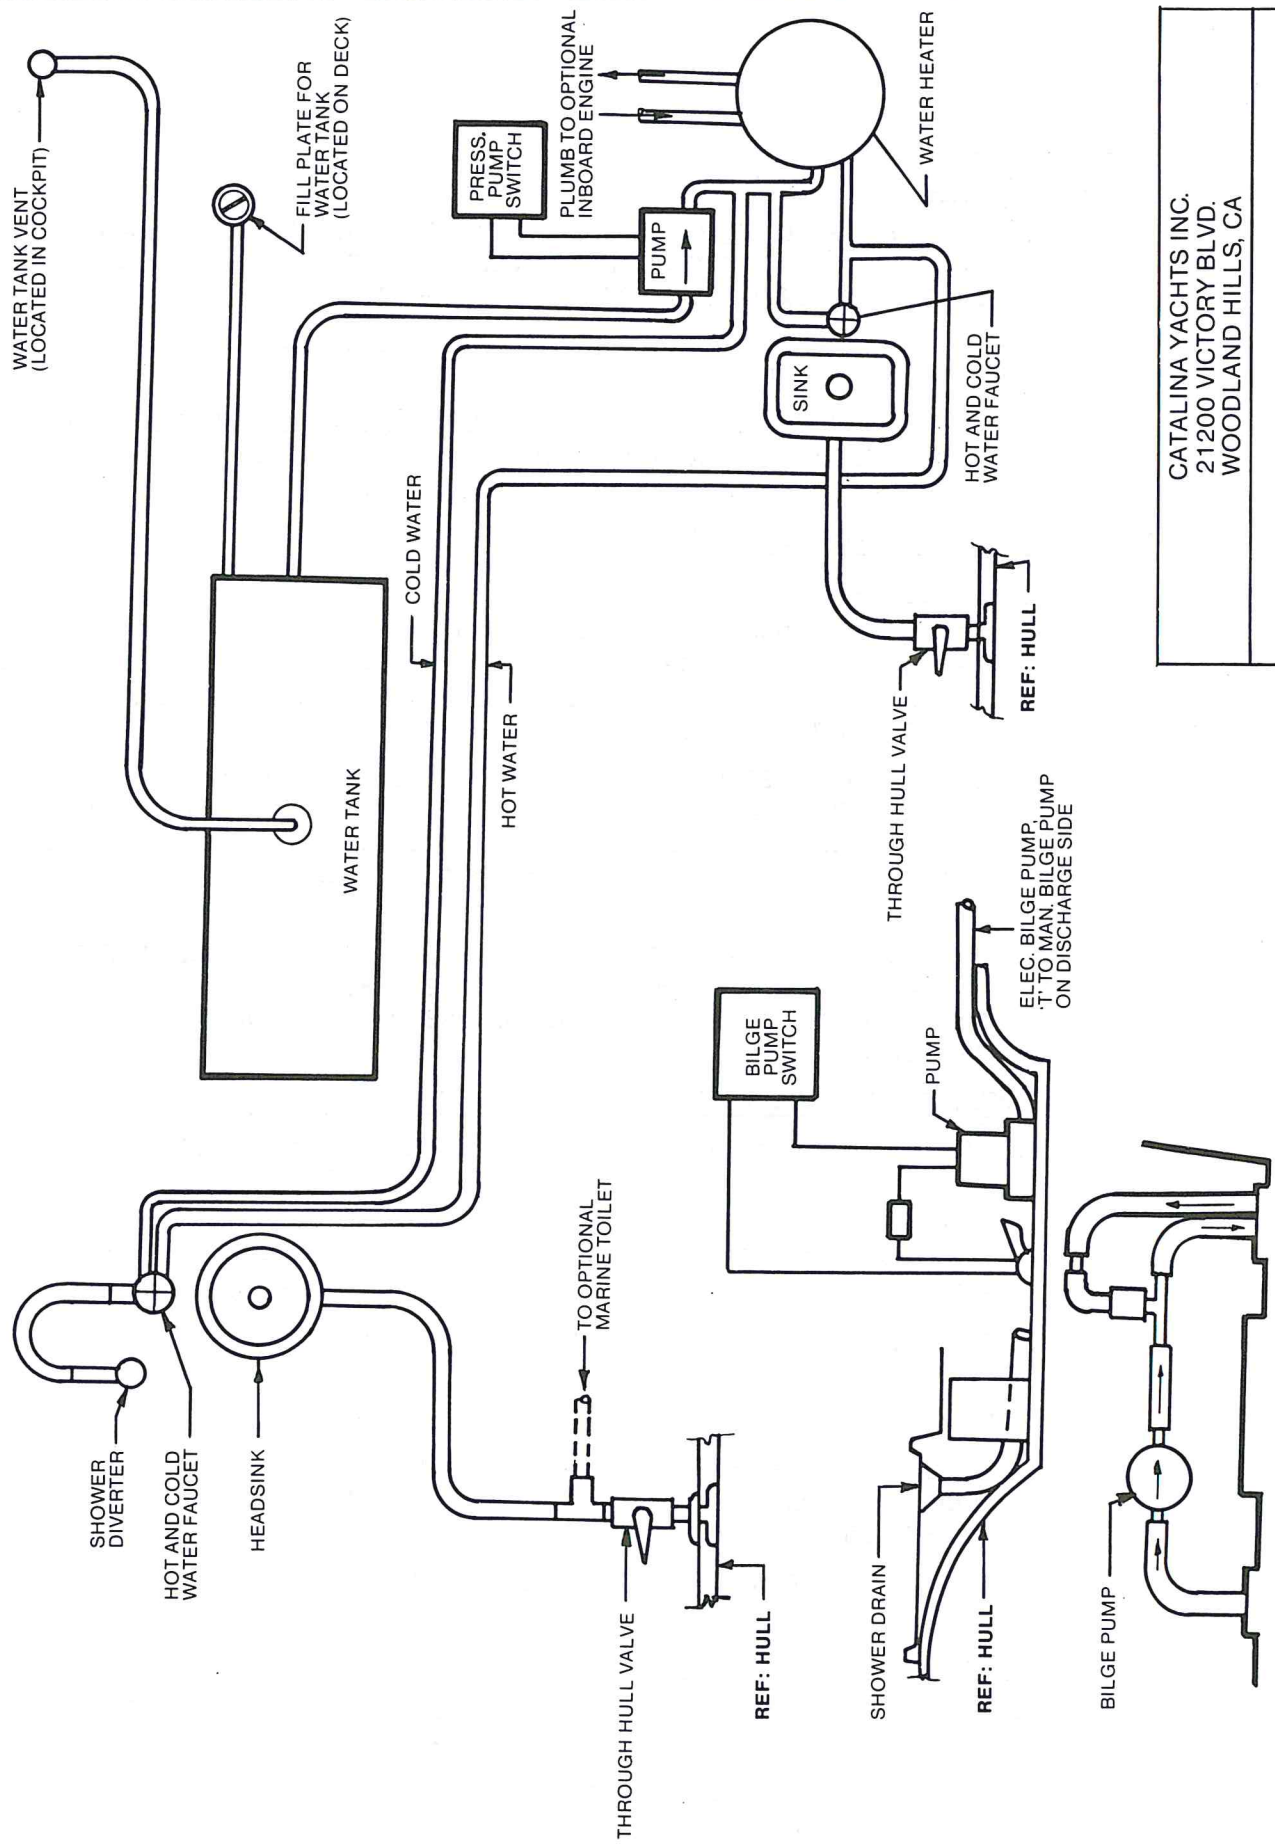 WATER TANK VENT
(LOCATED IN COCKPIT)
FILL PLATE FOR
WATER TANK
(LOCATED ON DECK)
PRESS.
PUMP
SWITCH
PLUMB TO OPTIONAL
INBOARD ENGINE
PUMP
WATER HEATER
SHOWER
DIVERTER
HOT AND COLD
WATER FAUCET
HEADSINK
WATER TANK
COLD WATER
HOT WATER
SINK
HOT AND COLD
WATER FAUCET
THROUGH HULL VALVE
REF: HULL
TO OPTIONAL
MARINE TOILET
THROUGH HULL VALVE
REF: HULL
BILGE
PUMP
SWITCH
PUMP
ELEC. BILGE PUMP,
'T' TO MAN. BILGE PUMP
ON DISCHARGE SIDE
SHOWER DRAIN
REF: HULL
BILGE PUMP
CATALINA YACHTS INC.
21200 VICTORY BLVD.
WOODLAND HILLS, CA